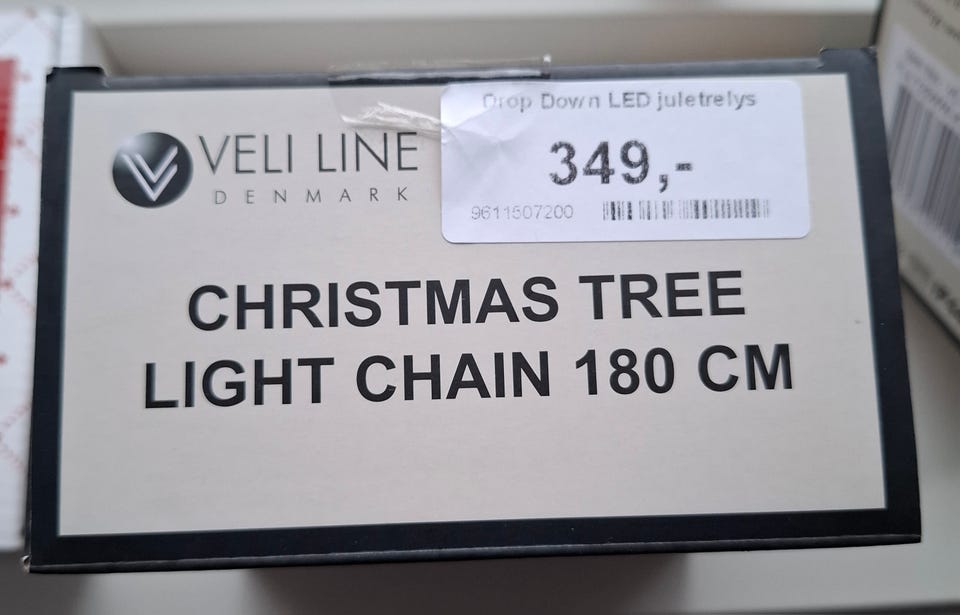 VELI LINE
DENMARK
Drop Down LED juletrelys
349,-
9611507200
CHRISTMAS TREE
LIGHT CHAIN 180 CM